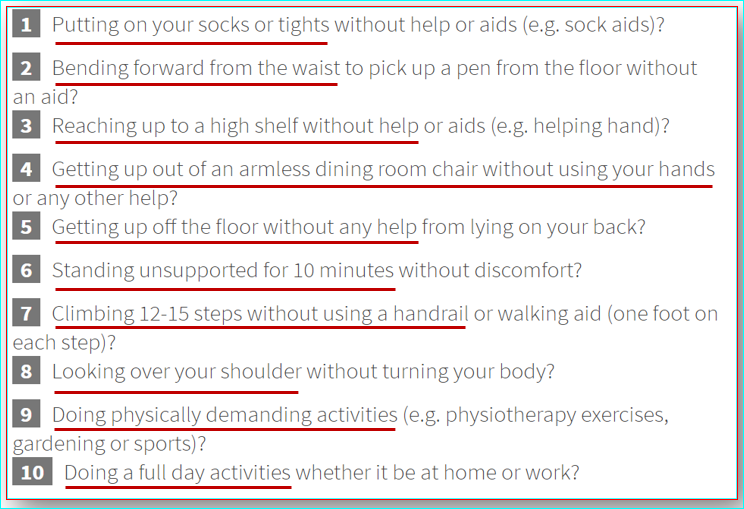 1 Putting on your socks or tights without help or aids (e.g. sock aids)?
2 Bending forward from the waist to pick up a pen from the floor without
an aid?
3 Reaching up to a high shelf without help or aids (e.g. helping hand)?
4 Getting up out of an armless dining room chair without using your hands
or any other help?
5 Getting up off the floor without any help from lying on your back?
6 Standing unsupported for 10 minutes without discomfort?
7 Climbing 12-15 steps without using a handrail or walking aid (one foot on
each step)?
8 Looking over your shoulder without turning your body?
9 Doing physically demanding activities (e.g. physiotherapy exercises,
gardening or sports)?
10 Doing a full day activities whether it be at home or work?